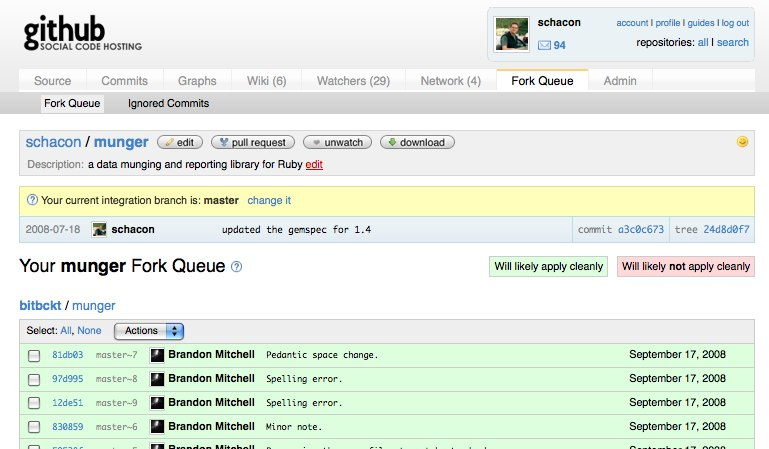 github
SOCIAL CODE HOSTING
schacon
account | profile | guides | log out
94
repositories: all | search
Source Commits Graphs Wiki (6) Watchers (29) Network (4) Fork Queue Admin
Fork Queue Ignored Commits
schacon / munger edit pull request unwatch download
Description: a data munging and reporting library for Ruby edit
? Your current integration branch is: master change it
2008-07-18 schacon updated the gemspec for 1.4 commit a3c0c673 tree 24d8d0f7
Your munger Fork Queue ? Will likely apply cleanly Will likely not apply cleanly
bitbckt / munger
Select: All, None Actions
81db03 master~7 Brandon Mitchell Pedantic space change. September 17, 2008
97d995 master~8 Brandon Mitchell Spelling error. September 17, 2008
12de51 master~9 Brandon Mitchell Spelling error. September 17, 2008
830859 master~6 Brandon Mitchell Minor note. September 17, 2008